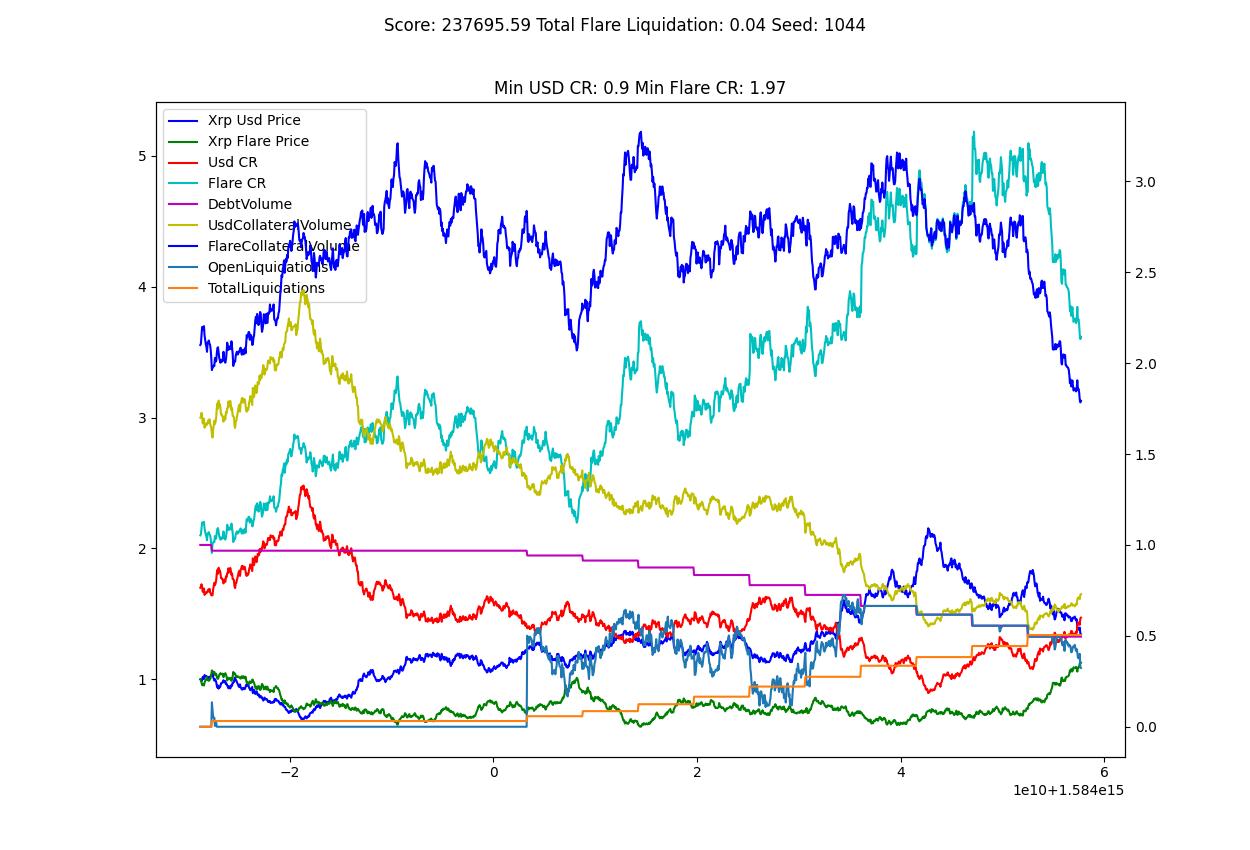 Score: 237695.59 Total Flare Liquidation: 0.04 Seed: 1044
Min USD CR: 0.9 Min Flare CR: 1.97
Xrp Usd Price
Xrp Flare Price
Usd CR
Flare CR
DebtVolume
UsdCollateralVolume
FlareCollateralVolume
OpenLiquidations
TotalLiquidations
5
4
3
2
1
3.0
2.5
2.0
1.5
1.0
0.5
0.0
−2 0 2 4 6
1e10+1.584e15